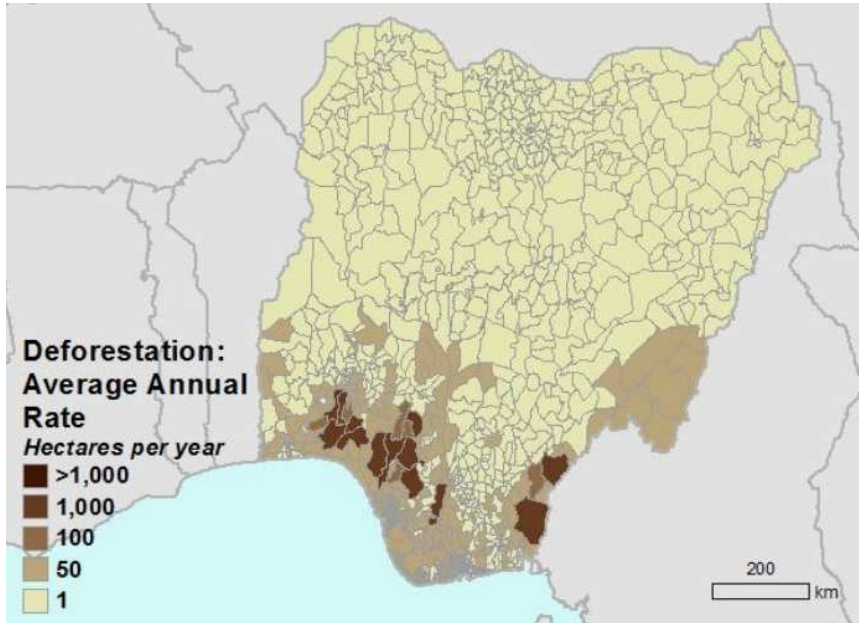 Deforestation:
Average Annual
Rate
Hectares per year
>1,000
1,000
100
50
1
200
km